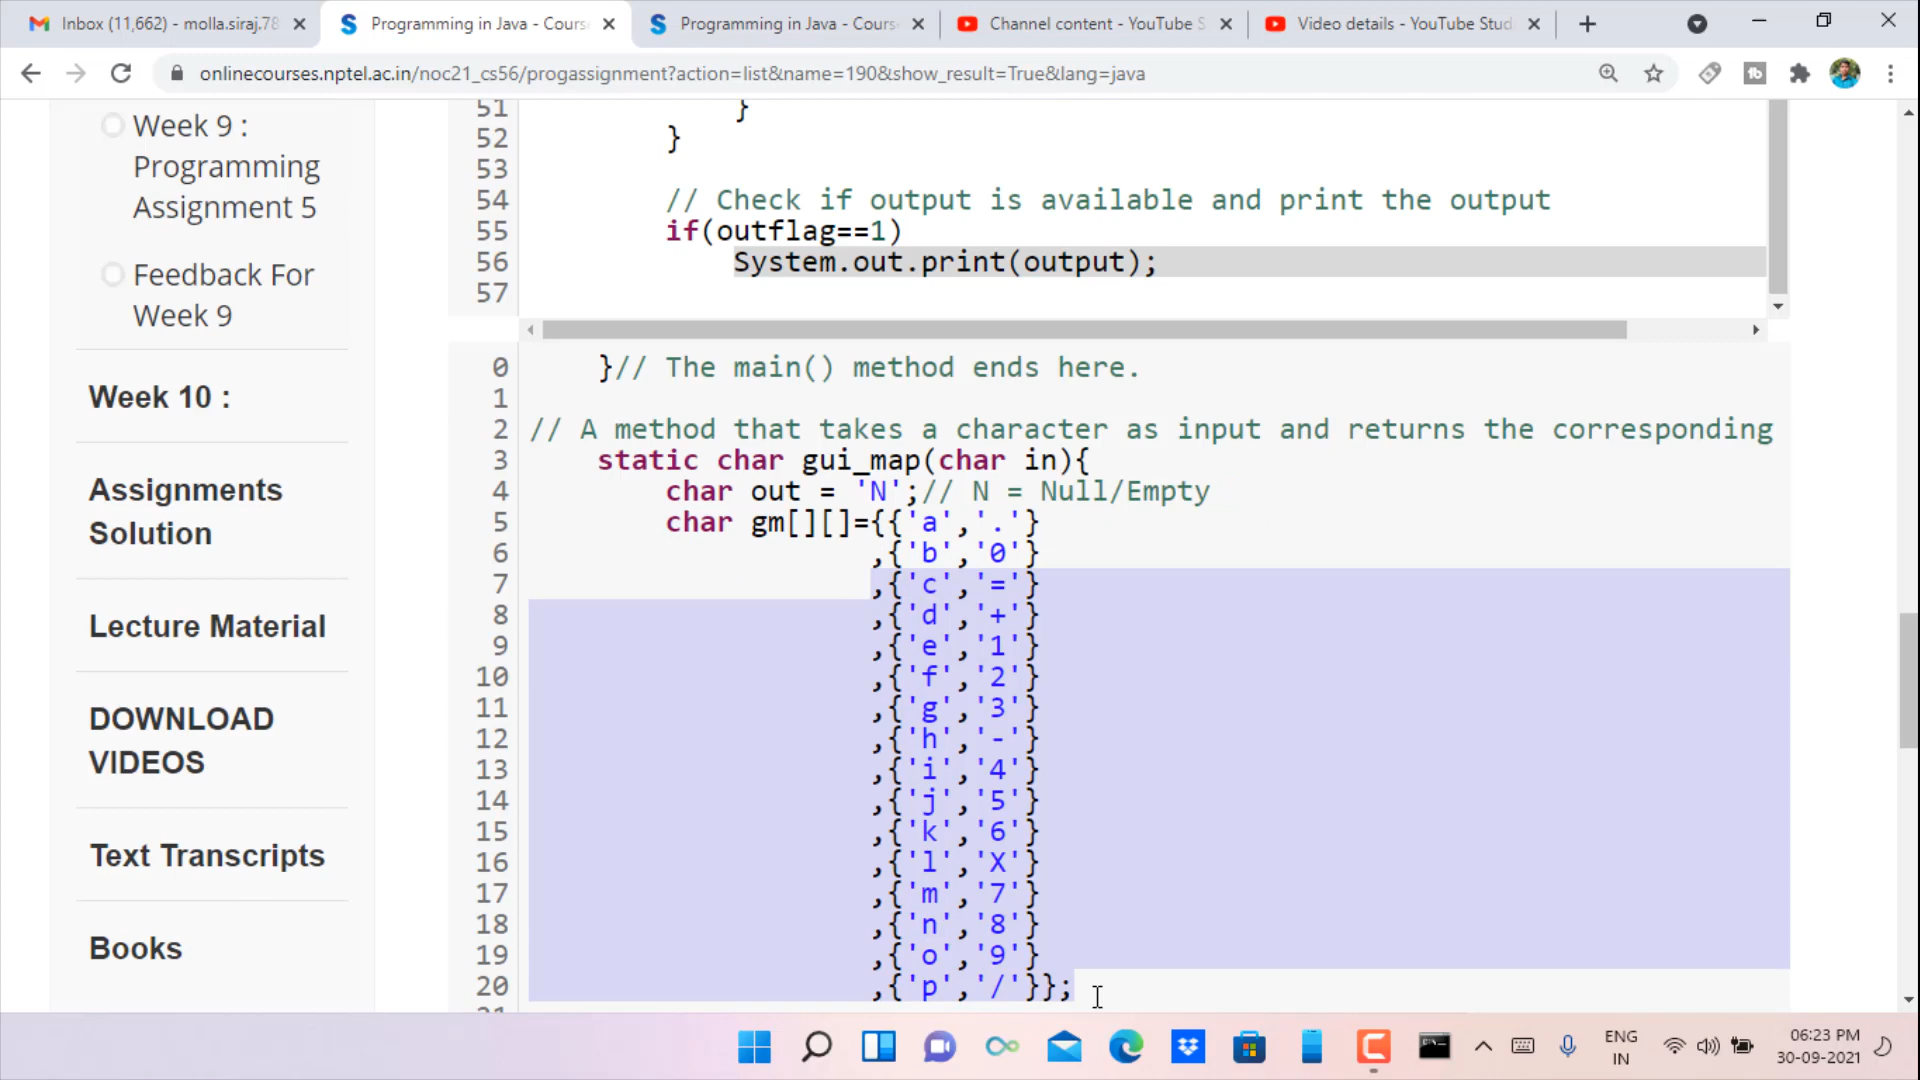 Inbox (11,662) - molla.siraj.78
Programming in Java - Cours
Programming in Java - Cours
Channel content - YouTube S
Video details - YouTube Stud
onlinecourses.nptel.ac.in/noc21_cs56/progassignment?action=list&name=190&show_result=True&lang=java
Week 9 :
Programming
Assignment 5
Feedback For
Week 9
Week 10 :
Assignments
Solution
Lecture Material
DOWNLOAD
VIDEOS
Text Transcripts
Books
51 }
52 }
53
54 // Check if output is available and print the output
55 if(outflag==1)
56 System.out.print(output);
57
0 }// The main() method ends here.
1
2 // A method that takes a character as input and returns the corresponding
3 static char gui_map(char in){
4 char out = 'N';// N = Null/Empty
5 char gm[][]={{'a','.'}
6 ,{'b','0'}
7 ,{'c','='}
8 ,{'d','+'}
9 ,{'e','1'}
10 ,{'f','2'}
11 ,{'g','3'}
12 ,{'h','-'}
13 ,{'i','4'}
14 ,{'j','5'}
15 ,{'k','6'}
16 ,{'l','X'}
17 ,{'m','7'}
18 ,{'n','8'}
19 ,{'o','9'}
20 ,{'p','/'}};
ENG
IN
06:23 PM
30-09-2021